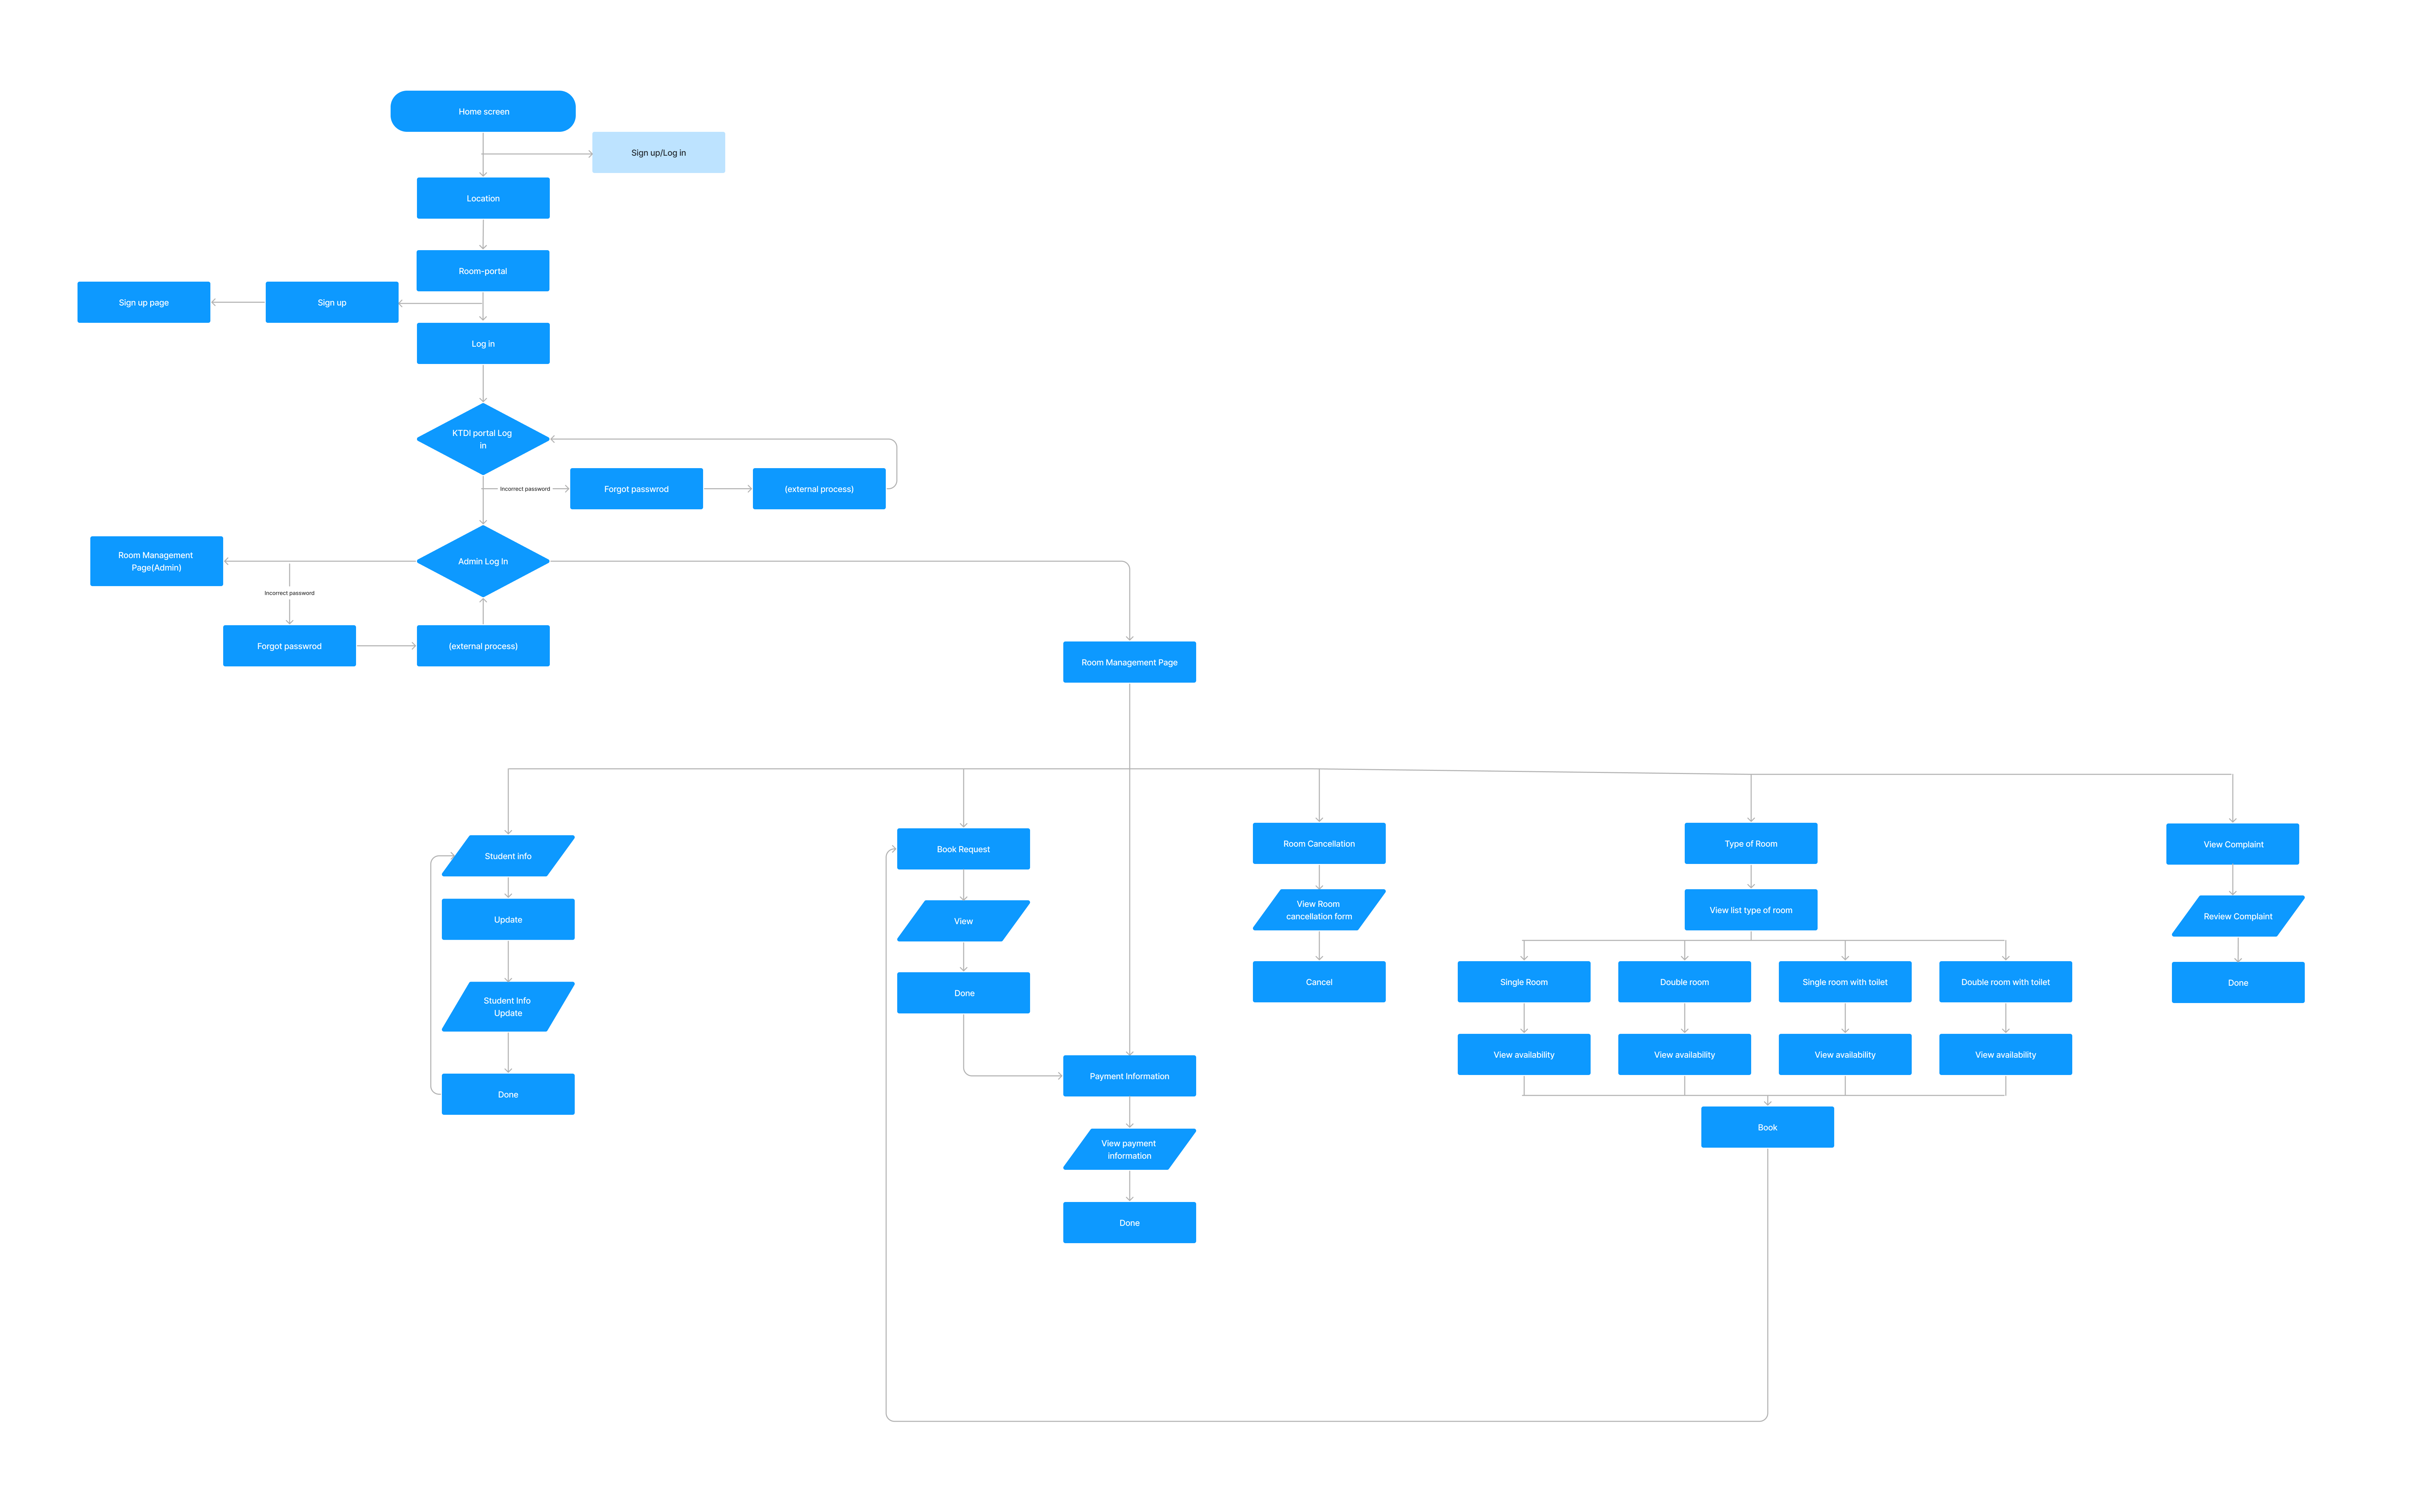 Home screen
Sign up/Log in
Location
Room-portal
Sign up page
Sign up
Log in
KTDI portal Log
in
Incorrect password
Forgot passwrod
(external process)
Room Management
Page(Admin)
Admin Log In
Incorrect password
Forgot passwrod
(external process)
Room Management Page
Student info
Update
Student Info
Update
Done
Book Request
View
Done
Payment Information
View payment
information
Done
Room Cancellation
View Room
cancellation form
Cancel
Type of Room
View list type of room
Single Room
Double room
Single room with toilet
Double room with toilet
View availability
View availability
View availability
View availability
Book
View Complaint
Review Complaint
Done